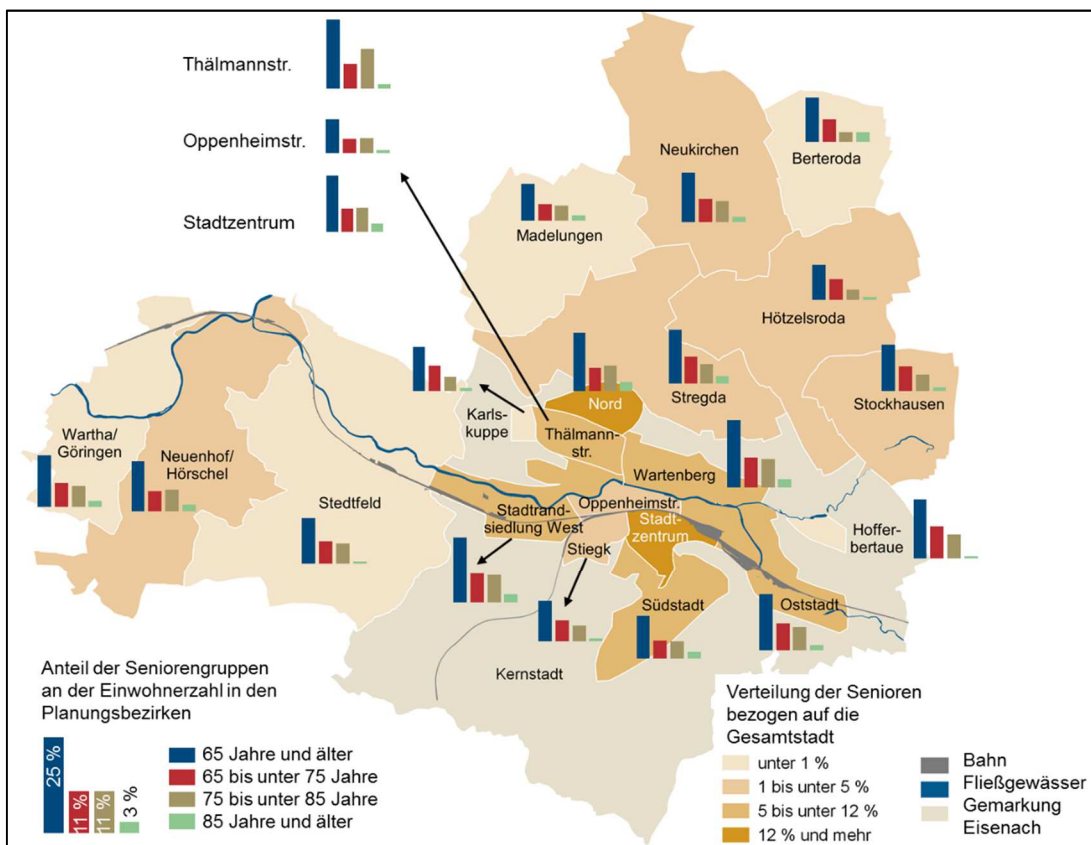 Thälmannstr.
Oppenheimstr.
Stadtzentrum
Neukirchen
Berteroda
Madelungen
Hötzelsroda
Nord
Stregda
Stockhausen
Karls-
kuppe
Thälmann-
str.
Wartha/
Göringen
Neuenhof/
Hörschel
Wartenberg
Stedtfeld
Stadtrand-
siedlung West
Oppenheimstr.
Stadt-
zentrum
Hoffer-
bertaue
Stiegk
Südstadt
Oststadt
Kernstadt
Anteil der Seniorengruppen
an der Einwohnerzahl in den
Planungsbezirken
25 %
11 %
11 %
3 %
65 Jahre und älter
65 bis unter 75 Jahre
75 bis unter 85 Jahre
85 Jahre und älter
Verteilung der Senioren
bezogen auf die
Gesamtstadt
unter 1 %
1 bis unter 5 %
5 bis unter 12 %
12 % und mehr
Bahn
Fließgewässer
Gemarkung
Eisenach